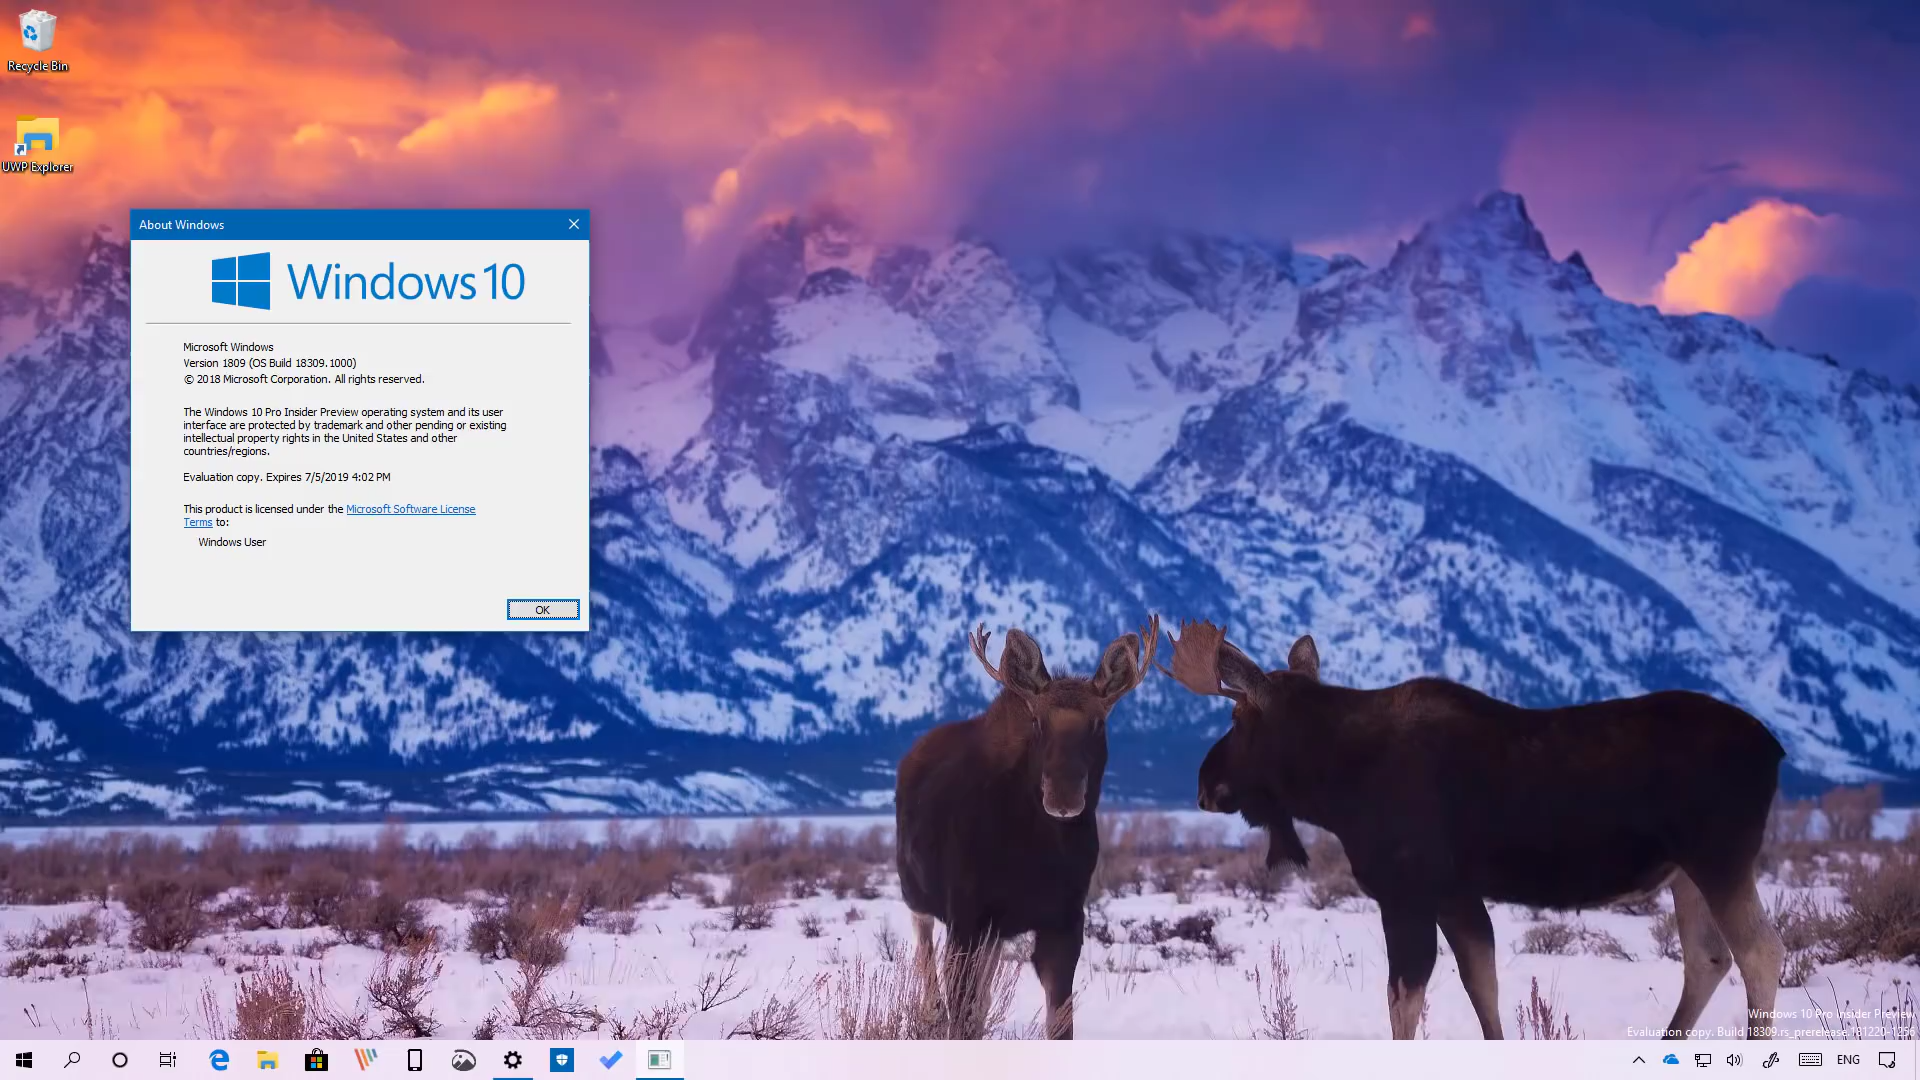 Recycle Bin
UWP Explorer
About Windows
Windows 10
Microsoft Windows
Version 1809 (OS Build 18309.1000)
© 2018 Microsoft Corporation. All rights reserved.
The Windows 10 Pro Insider Preview operating system and its user
interface are protected by trademark and other pending or existing
intellectual property rights in the United States and other
countries/regions.
Evaluation copy. Expires 7/5/2019 4:02 PM
This product is licensed under the Microsoft Software License
Terms to:
Windows User
OK
Windows 10 Pro Insider Preview
Evaluation copy. Build 18309.rs_prerelease.181220-1256
ENG